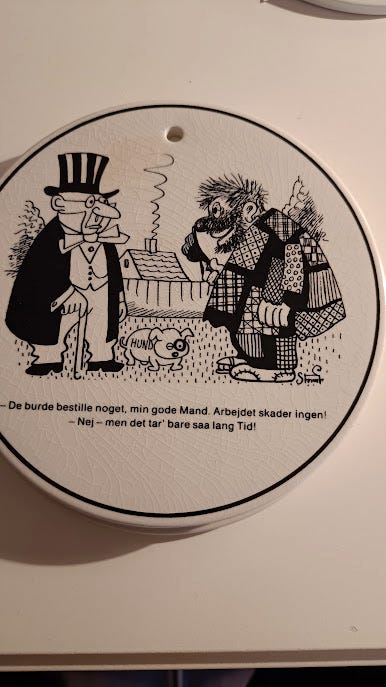 HUND
Storm P.
– De burde bestille noget, min gode Mand. Arbejdet skader ingen!
– Nej – men det tar' bare saa lang Tid!